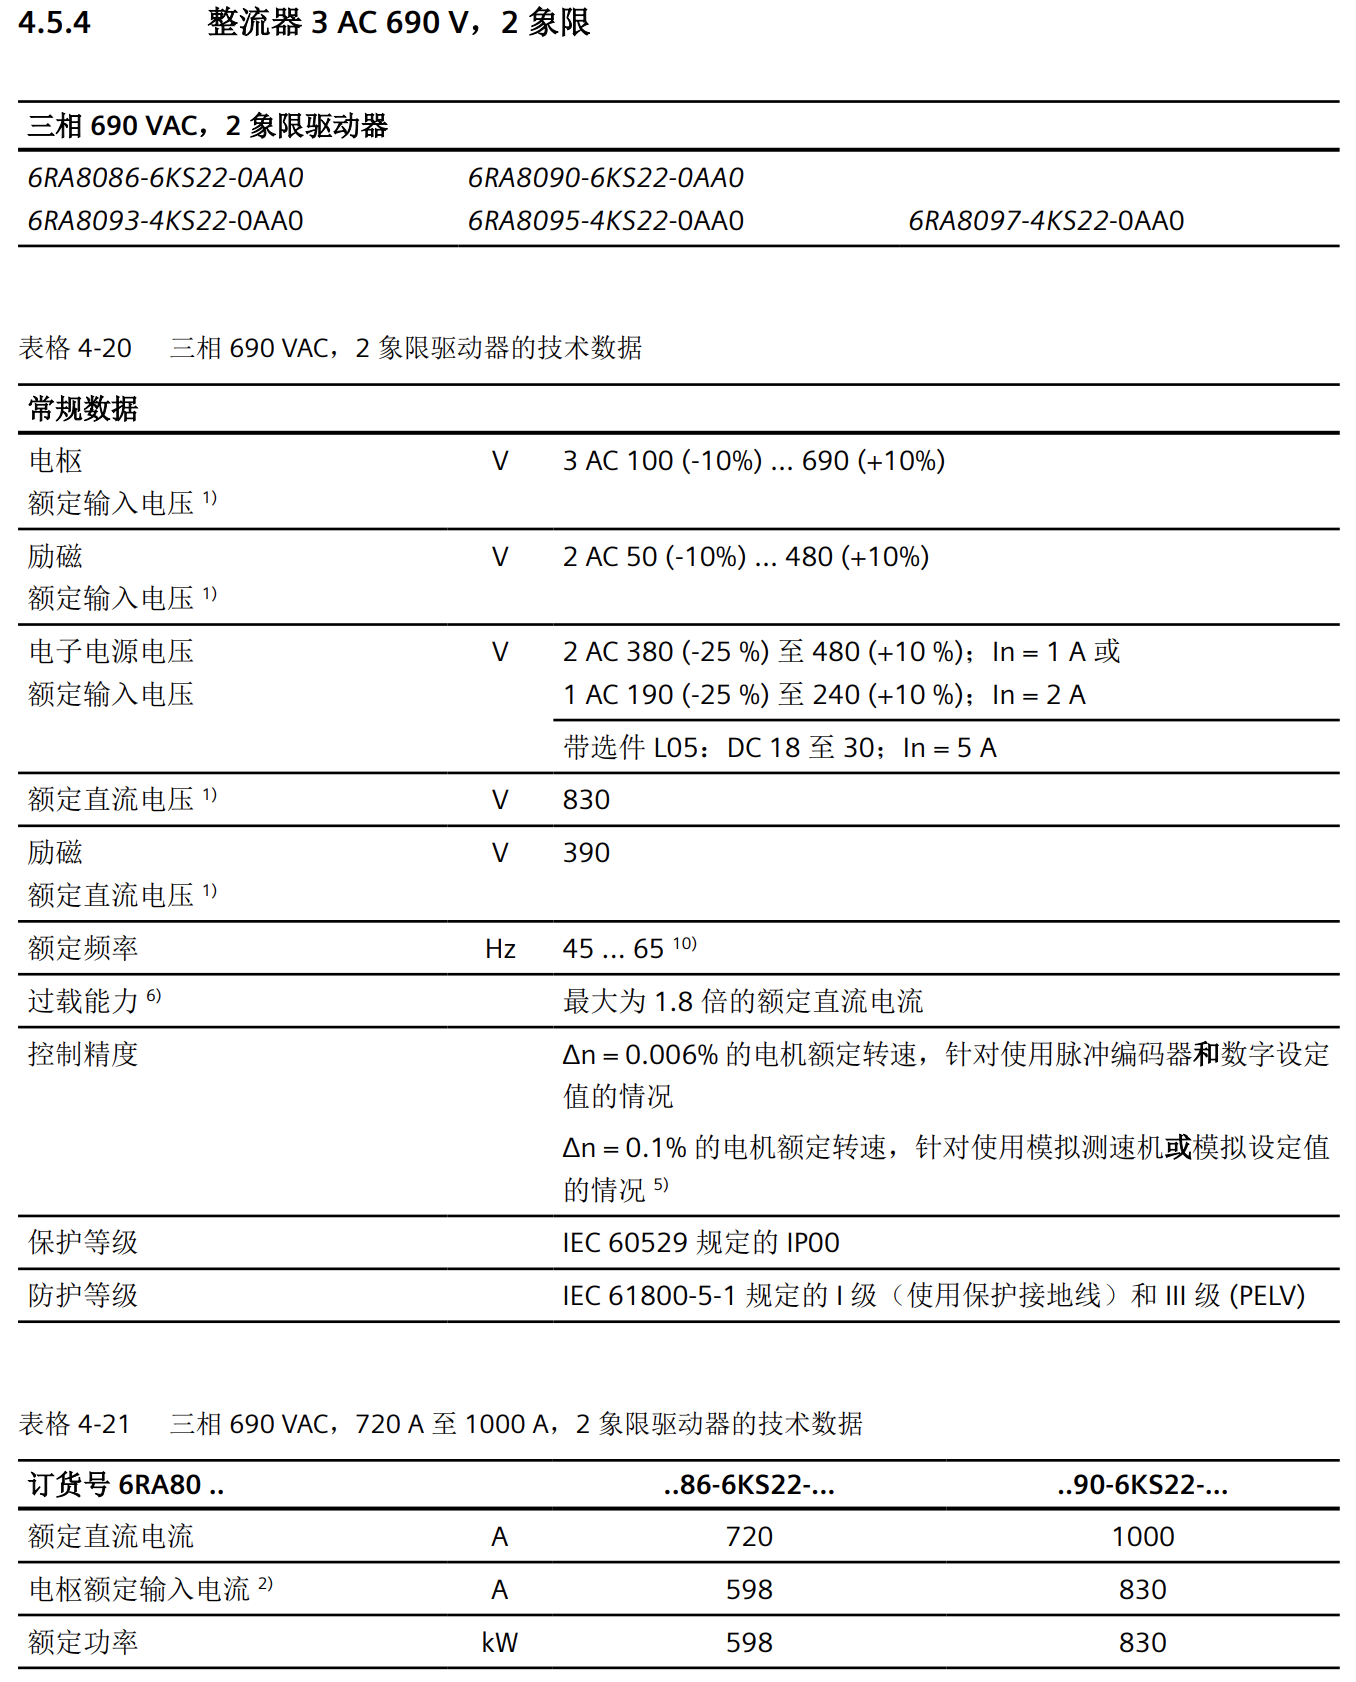 4.5.4 整流器 3 AC 690 V，2 象限
三相 690 VAC，2 象限驱动器
6RA8086-6KS22-0AA0 6RA8090-6KS22-0AA0
6RA8093-4KS22-0AA0 6RA8095-4KS22-0AA0 6RA8097-4KS22-0AA0
表格 4-20 三相 690 VAC，2 象限驱动器的技术数据
常规数据
电枢 V 3 AC 100 (-10%) … 690 (+10%)
额定输入电压 1)
励磁 V 2 AC 50 (-10%) … 480 (+10%)
额定输入电压 1)
电子电源电压 V 2 AC 380 (-25 %) 至 480 (+10 %)；In = 1 A 或
额定输入电压 1 AC 190 (-25 %) 至 240 (+10 %)；In = 2 A
带选件 L05：DC 18 至 30；In = 5 A
额定直流电压 1) V 830
励磁 V 390
额定直流电压 1)
额定频率 Hz 45 … 65 10)
过载能力 6) 最大为 1.8 倍的额定直流电流
控制精度 Δn = 0.006% 的电机额定转速，针对使用脉冲编码器和数字设定
值的情况
Δn = 0.1% 的电机额定转速，针对使用模拟测速机或模拟设定值
的情况 5)
保护等级 IEC 60529 规定的 IP00
防护等级 IEC 61800-5-1 规定的 I 级（使用保护接地线）和 III 级 (PELV)
表格 4-21 三相 690 VAC，720 A 至 1000 A，2 象限驱动器的技术数据
订货号 6RA80 .. ..86-6KS22-... ..90-6KS22-...
额定直流电流 A 720 1000
电枢额定输入电流 2) A 598 830
额定功率 kW 598 830